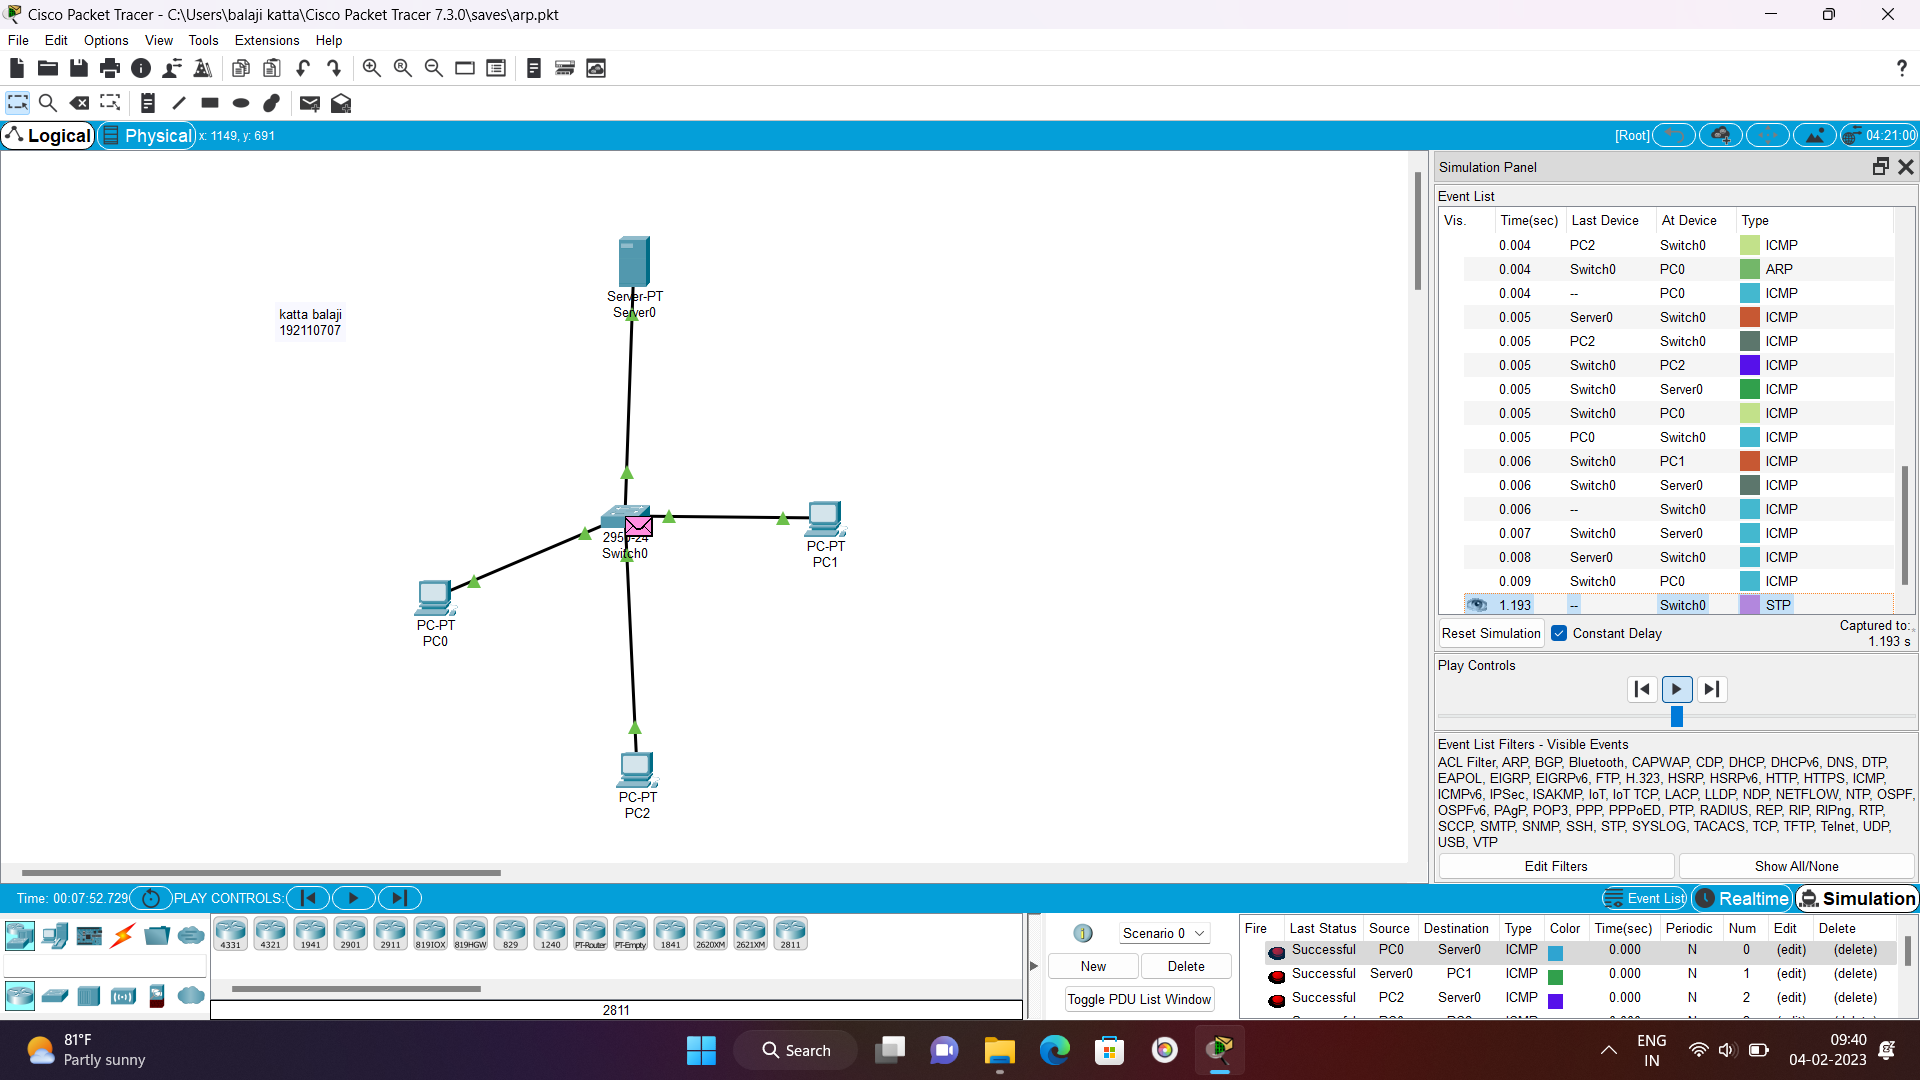 Cisco Packet Tracer - C:\Users\balaji katta\Cisco Packet Tracer 7.3.0\saves\arp.pkt
File Edit Options View Tools Extensions Help
?
Logical Physical x: 1149, y: 691 [Root] 04:21:00
Simulation Panel
Event List
Vis. Time(sec) Last Device At Device Type
0.004 PC2 Switch0 ICMP
0.004 Switch0 PC0 ARP
0.004 -- PC0 ICMP
0.005 Server0 Switch0 ICMP
0.005 PC2 Switch0 ICMP
0.005 Switch0 PC2 ICMP
0.005 Switch0 Server0 ICMP
0.005 Switch0 PC0 ICMP
0.005 PC0 Switch0 ICMP
0.006 Switch0 PC1 ICMP
0.006 Switch0 Server0 ICMP
0.006 -- Switch0 ICMP
0.007 Switch0 Server0 ICMP
0.008 Server0 Switch0 ICMP
0.009 Switch0 PC0 ICMP
1.193 -- Switch0 STP
Reset Simulation Constant Delay Captured to:
1.193 s
Play Controls
Event List Filters - Visible Events
ACL Filter, ARP, BGP, Bluetooth, CAPWAP, CDP, DHCP, DHCPv6, DNS, DTP,
EAPOL, EIGRP, EIGRPv6, FTP, H.323, HSRP, HSRPv6, HTTP, HTTPS, ICMP,
ICMPv6, IPSec, ISAKMP, IoT, IoT TCP, LACP, LLDP, NDP, NETFLOW, NTP, OSPF,
OSPFv6, PAgP, POP3, PPP, PPPoED, PTP, RADIUS, REP, RIP, RIPng, RTP,
SCCP, SMTP, SNMP, SSH, STP, SYSLOG, TACACS, TCP, TFTP, Telnet, UDP,
USB, VTP
Edit Filters Show All/None
Server-PT
Server0
katta balaji
192110707
2950-24
Switch0
PC-PT
PC1
PC-PT
PC0
PC-PT
PC2
Time: 00:07:52.729 PLAY CONTROLS: Event List Realtime Simulation
4331 4321 1941 2901 2911 819IOX 819HGW 829 1240 PT-Router PT-Empty 1841 2620XM 2621XM 2811
2811
Scenario 0
New Delete
Toggle PDU List Window
Fire Last Status Source Destination Type Color Time(sec) Periodic Num Edit Delete
Successful PC0 Server0 ICMP 0.000 N 0 (edit) (delete)
Successful Server0 PC1 ICMP 0.000 N 1 (edit) (delete)
Successful PC2 Server0 ICMP 0.000 N 2 (edit) (delete)
81°F
Partly sunny
Search
ENG
IN
09:40
04-02-2023